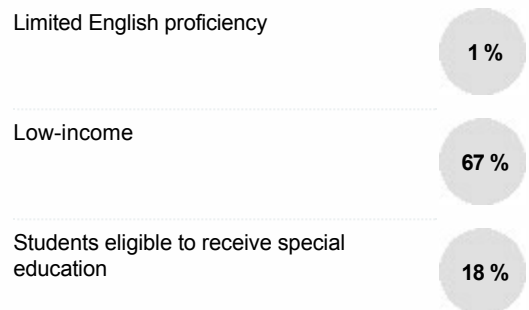 Limited English proficiency
1 %
Low-income
67 %
Students eligible to receive special
education
18 %